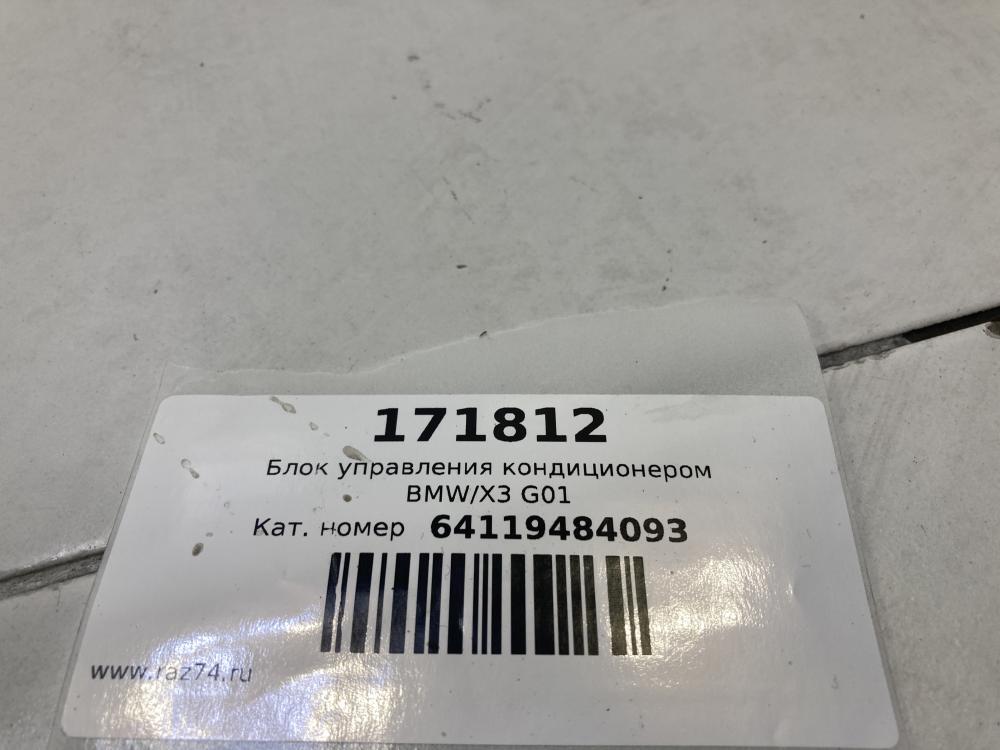 171812
Блок управления кондиционером
BMW/X3 G01
Кат. номер 64119484093
www.raz74.ru